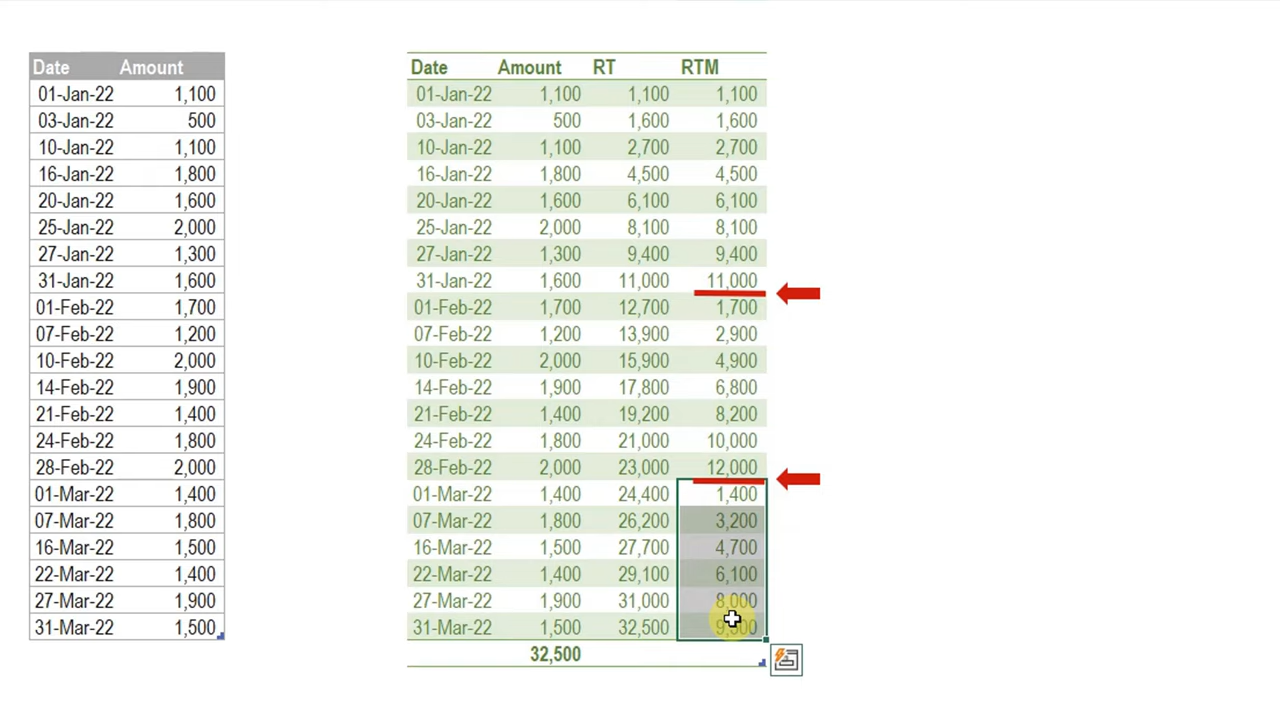 Date Amount
01-Jan-22 1,100
03-Jan-22 500
10-Jan-22 1,100
16-Jan-22 1,800
20-Jan-22 1,600
25-Jan-22 2,000
27-Jan-22 1,300
31-Jan-22 1,600
01-Feb-22 1,700
07-Feb-22 1,200
10-Feb-22 2,000
14-Feb-22 1,900
21-Feb-22 1,400
24-Feb-22 1,800
28-Feb-22 2,000
01-Mar-22 1,400
07-Mar-22 1,800
16-Mar-22 1,500
22-Mar-22 1,400
27-Mar-22 1,900
31-Mar-22 1,500
Date Amount RT RTM
01-Jan-22 1,100 1,100 1,100
03-Jan-22 500 1,600 1,600
10-Jan-22 1,100 2,700 2,700
16-Jan-22 1,800 4,500 4,500
20-Jan-22 1,600 6,100 6,100
25-Jan-22 2,000 8,100 8,100
27-Jan-22 1,300 9,400 9,400
31-Jan-22 1,600 11,000 11,000
01-Feb-22 1,700 12,700 1,700
07-Feb-22 1,200 13,900 2,900
10-Feb-22 2,000 15,900 4,900
14-Feb-22 1,900 17,800 6,800
21-Feb-22 1,400 19,200 8,200
24-Feb-22 1,800 21,000 10,000
28-Feb-22 2,000 23,000 12,000
01-Mar-22 1,400 24,400 1,400
07-Mar-22 1,800 26,200 3,200
16-Mar-22 1,500 27,700 4,700
22-Mar-22 1,400 29,100 6,100
27-Mar-22 1,900 31,000 8,000
31-Mar-22 1,500 32,500 9,500
32,500